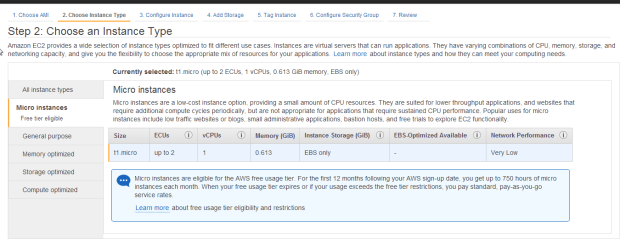 1. Choose AMI 2. Choose Instance Type 3. Configure Instance 4. Add Storage 5. Tag Instance 6. Configure Security Group 7. Review
Step 2: Choose an Instance Type
Amazon EC2 provides a wide selection of instance types optimized to fit different use cases. Instances are virtual servers that can run applications. They have varying combinations of CPU, memory, storage, and
networking capacity, and give you the flexibility to choose the appropriate mix of resources for your applications. Learn more about instance types and how they can meet your computing needs.
Currently selected: t1.micro (up to 2 ECUs, 1 vCPUs, 0.613 GiB memory, EBS only)
All instance types
Micro instances
Free tier eligible
General purpose
Memory optimized
Storage optimized
Compute optimized
Micro instances
Micro instances are a low-cost instance option, providing a small amount of CPU resources. They are suited for lower throughput applications, and websites that
require additional compute cycles periodically, but are not appropriate for applications that require sustained CPU performance. Popular uses for micro
instances include low traffic websites or blogs, small administrative applications, bastion hosts, and free trials to explore EC2 functionality.
Size ECUs vCPUs Memory (GiB) Instance Storage (GiB) EBS-Optimized Available Network Performance
t1.micro up to 2 1 0.613 EBS only - Very Low
Micro instances are eligible for the AWS free usage tier. For the first 12 months following your AWS sign-up date, you get up to 750 hours of micro
instances each month. When your free usage tier expires or if your usage exceeds the free tier restrictions, you pay standard, pay-as-you-go
service rates.
Learn more about free usage tier eligibility and restrictions